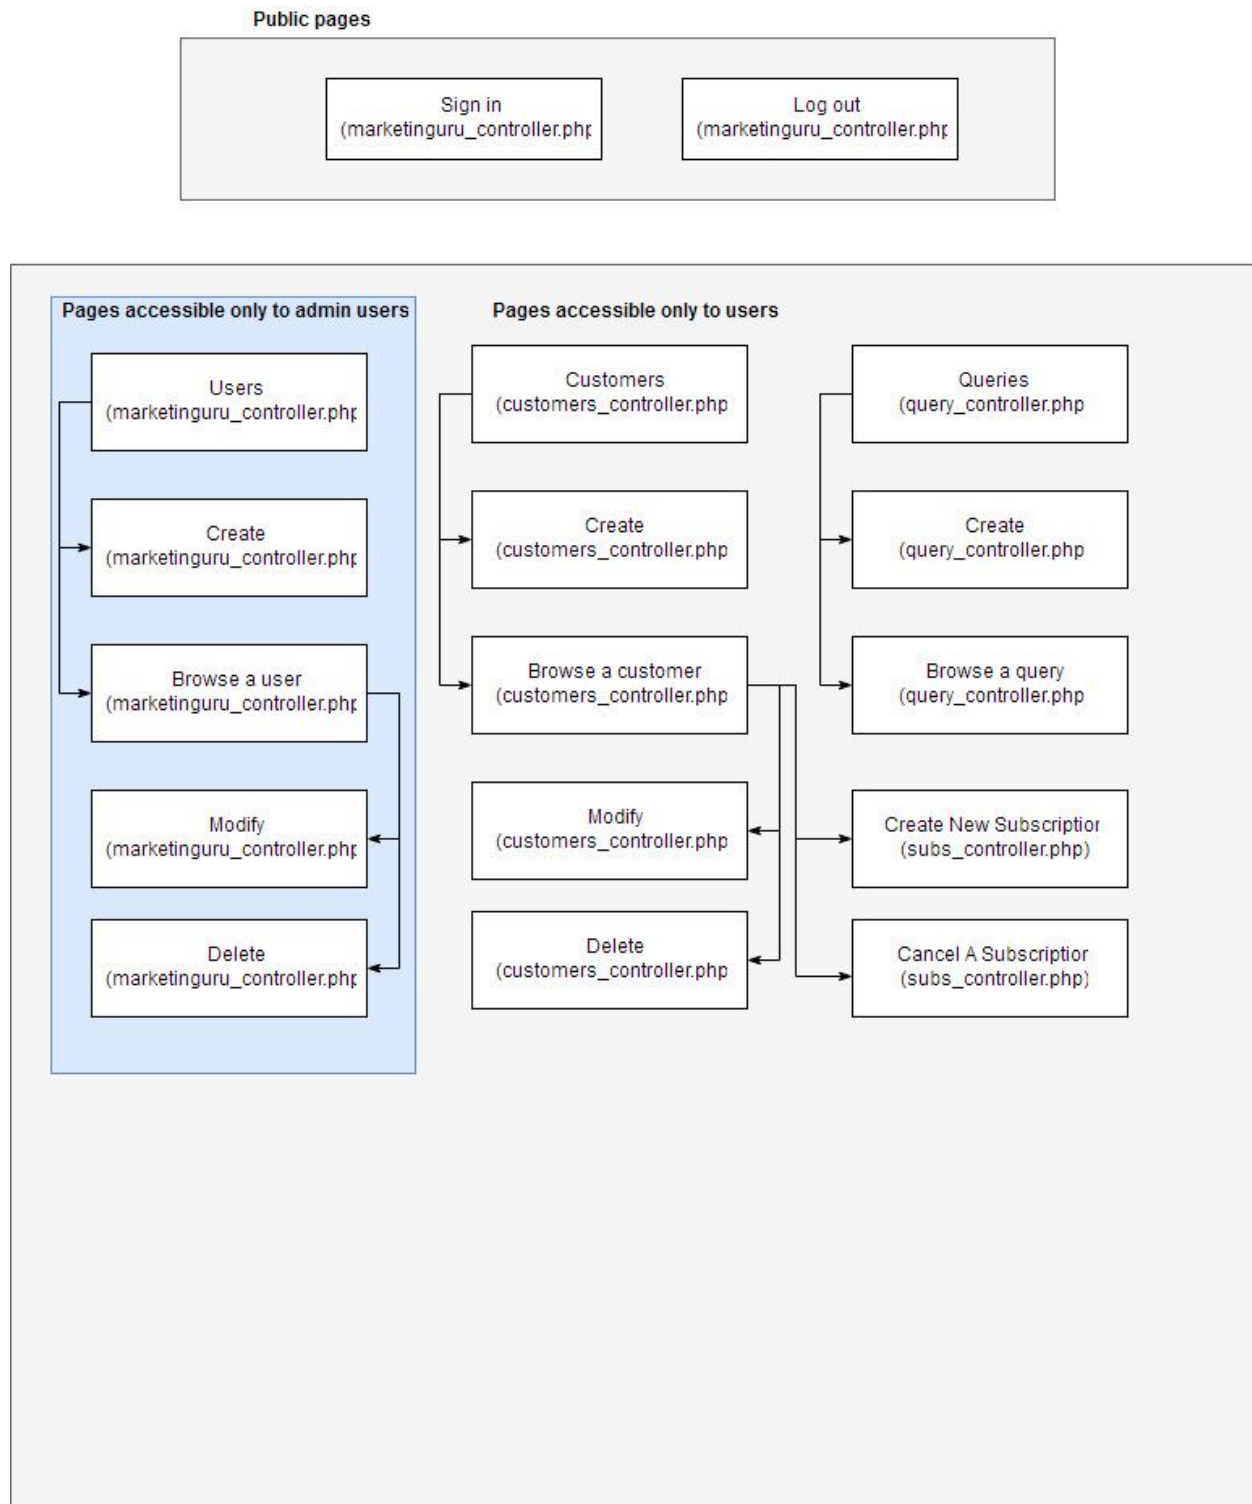 Public pages
Sign in
(marketinguru_controller.php
Log out
(marketinguru_controller.php
Pages accessible only to admin users
Users
(marketinguru_controller.php
Create
(marketinguru_controller.php
Browse a user
(marketinguru_controller.php
Modify
(marketinguru_controller.php
Delete
(marketinguru_controller.php
Pages accessible only to users
Customers
(customers_controller.php
Create
(customers_controller.php
Browse a customer
(customers_controller.php
Modify
(customers_controller.php
Delete
(customers_controller.php
Queries
(query_controller.php
Create
(query_controller.php
Browse a query
(query_controller.php
Create New Subscription
(subs_controller.php)
Cancel A Subscription
(subs_controller.php)